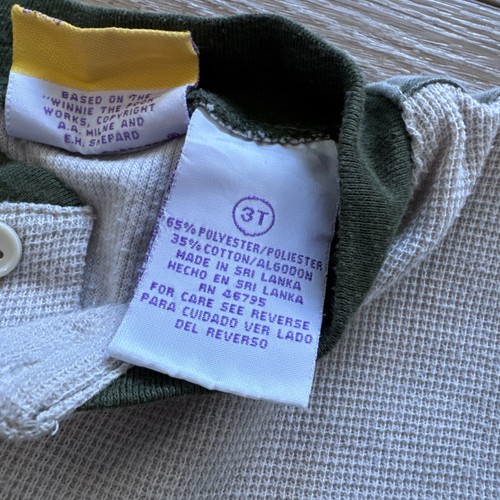 BASED ON THE
"WINNIE THE POOH"
WORKS, COPYRIGHT
A.A. MILNE AND
E.H. SHEPARD
3T
65% POLYESTER/POLIESTER
35% COTTON/ALGODON
MADE IN SRI LANKA
HECHO EN SRI LANKA
RN 46795
FOR CARE SEE REVERSE
PARA CUIDADO VER LADO
DEL REVERSO